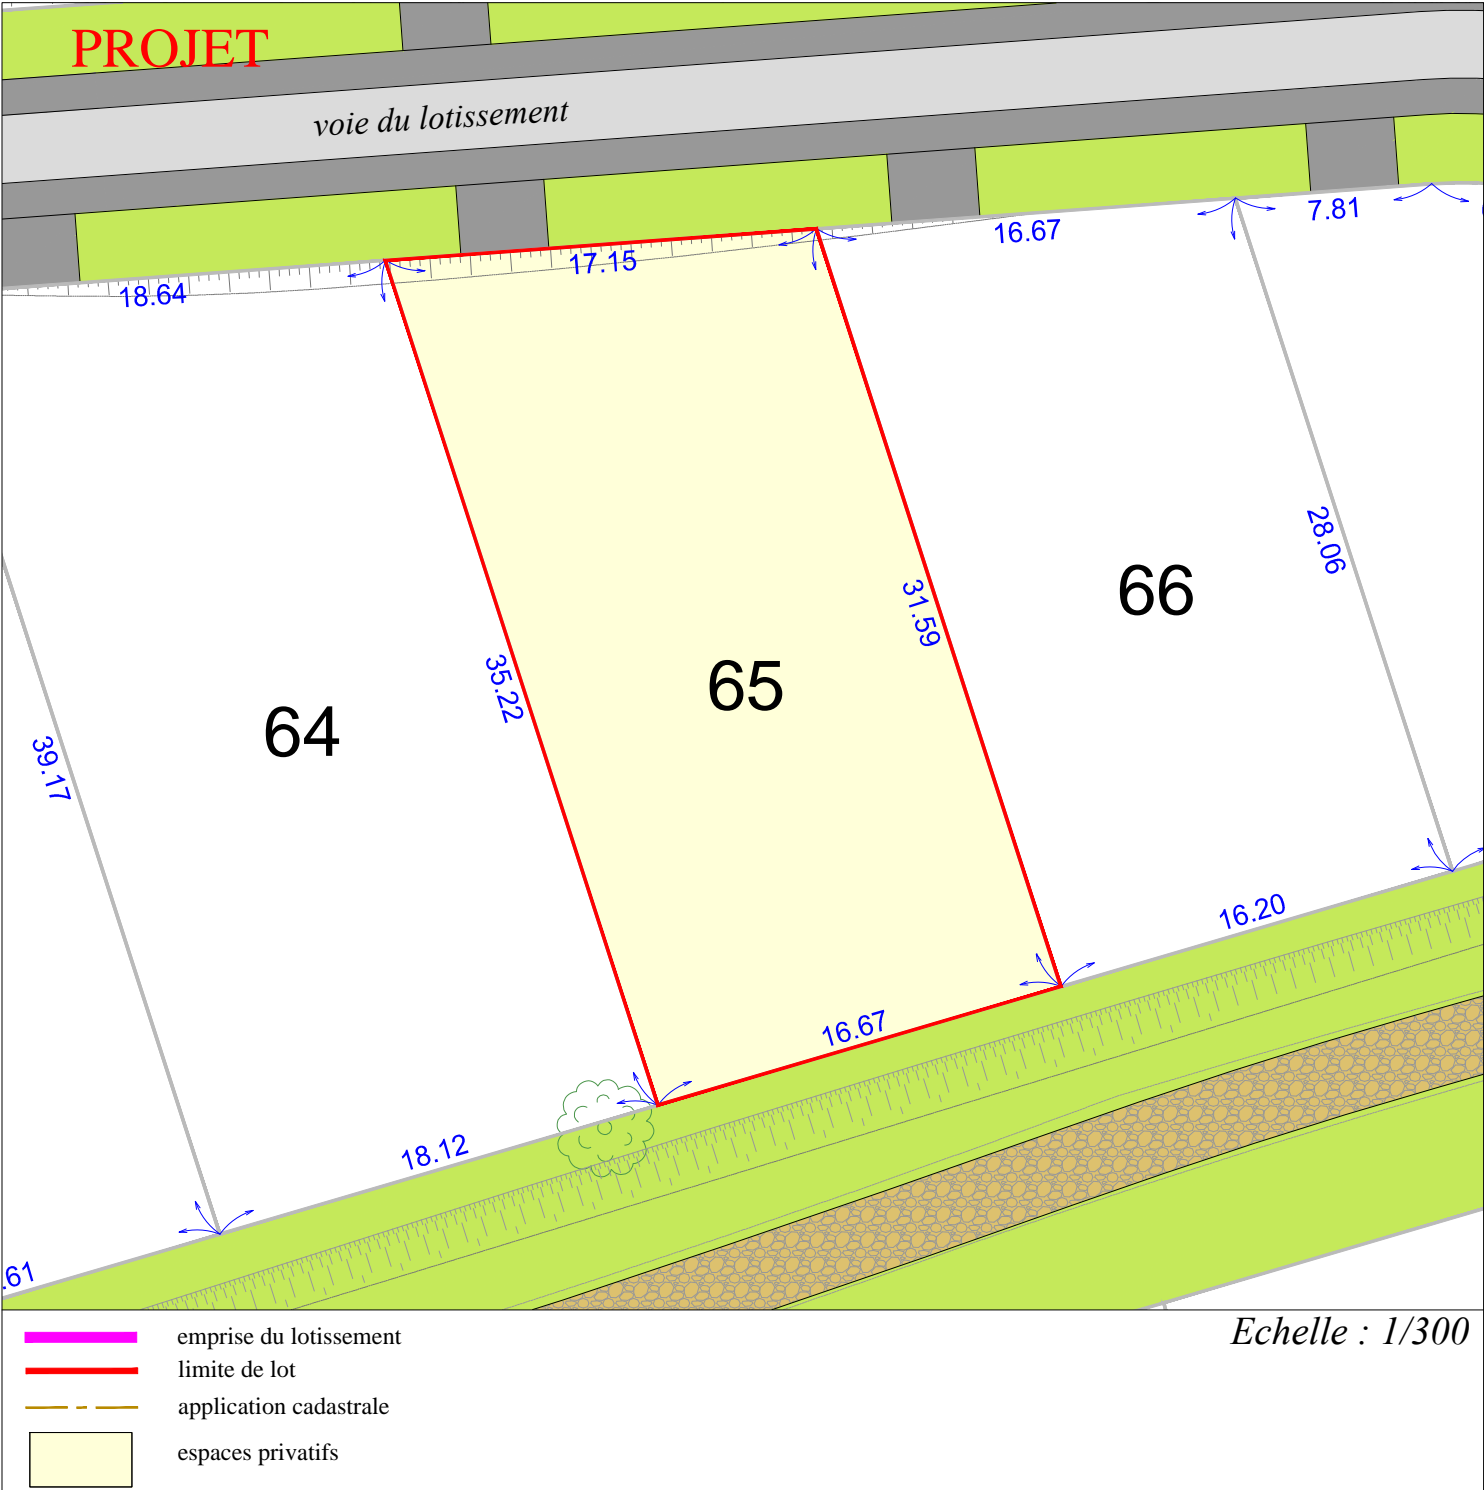 PROJET
voie du lotissement
7.81
16.67
17.15
18.64
28.06
66
31.59
65
35.22
64
39.17
16.20
16.67
18.12
.61
Echelle : 1/300
emprise du lotissement
limite de lot
application cadastrale
espaces privatifs